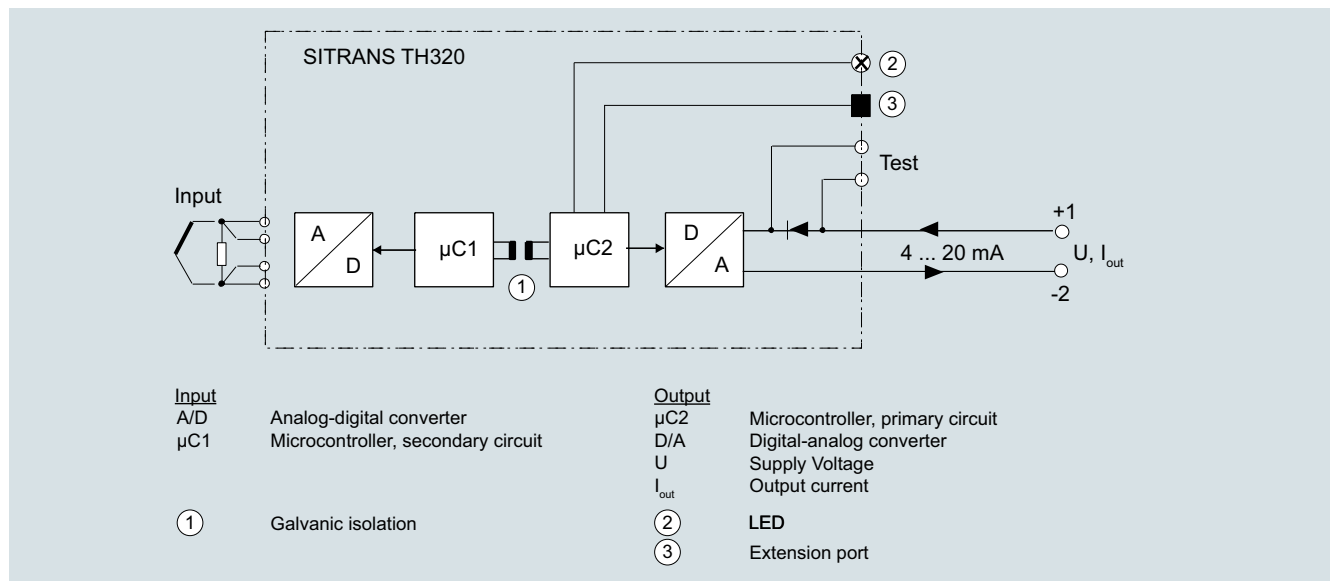 SITRANS TH320
2
3
Test
Input
A
D
µC1
µC2
D
A
+1
4 ... 20 mA
U, Iout
-2
1
Input
A/D Analog-digital converter
µC1 Microcontroller, secondary circuit
1 Galvanic isolation
Output
µC2 Microcontroller, primary circuit
D/A Digital-analog converter
U Supply Voltage
Iout Output current
2 LED
3 Extension port